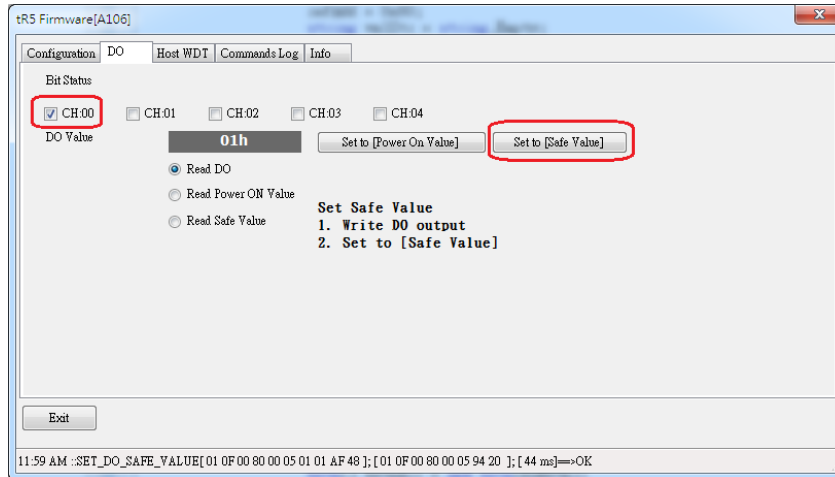 tR5 Firmware[A106]
Configuration DO Host WDT Commands Log Info
Bit Status
CH:00 CH:01 CH:02 CH:03 CH:04
DO Value 01h Set to [Power On Value] Set to [Safe Value]
Read DO
Read Power ON Value
Read Safe Value
Set Safe Value
1. Write DO output
2. Set to [Safe Value]
Exit
11:59 AM ::SET_DO_SAFE_VALUE[ 01 0F 00 80 00 05 01 01 AF 48 ]; [ 01 0F 00 80 00 05 94 20 ]; [ 44 ms]==>OK